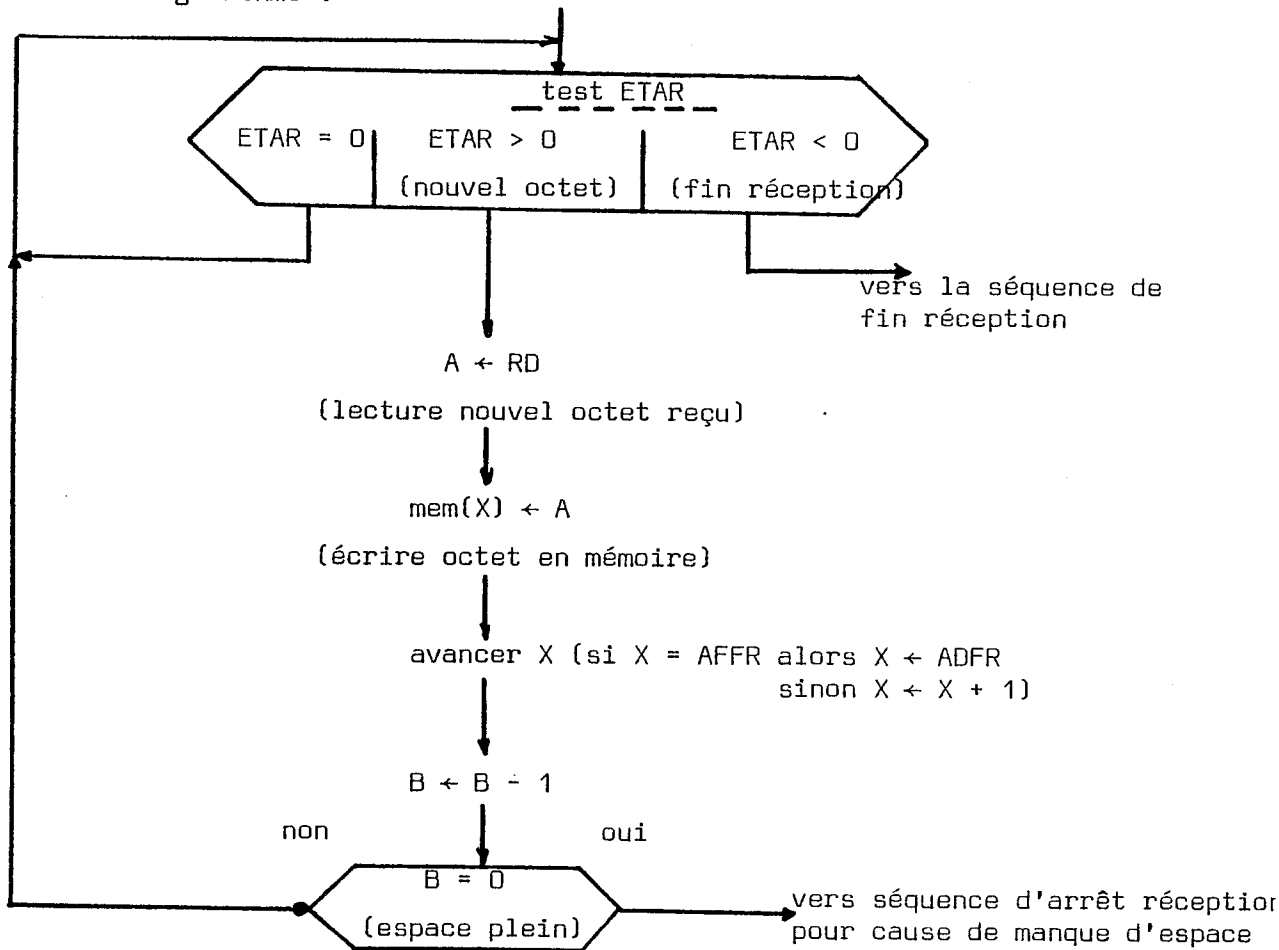 test ETAR
ETAR = 0 ETAR > 0 ETAR < 0
(nouvel octet) (fin réception)
vers la séquence de
fin réception
A ← RD
(lecture nouvel octet reçu)
mem(X) ← A
(écrire octet en mémoire)
avancer X (si X = AFFR alors X ← ADFR
sinon X ← X + 1)
B ← B - 1
non oui
B = 0
(espace plein)
vers séquence d'arrêt réception
pour cause de manque d'espace